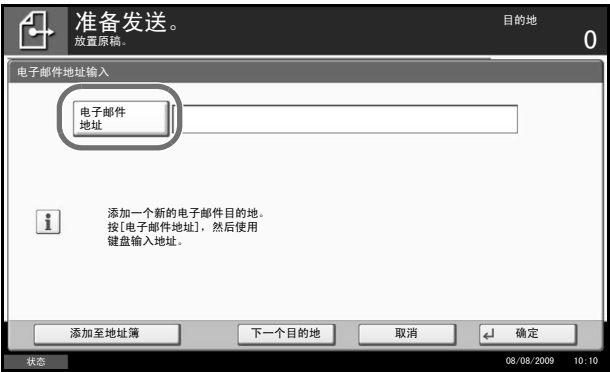 准备发送。
目的地
放置原稿。
0
电子邮件地址输入
电子邮件
地址
添加一个新的电子邮件目的地。
按[电子邮件地址]，然后使用
键盘输入地址。
添加至地址簿
下一个目的地
取消
确定
状态
08/08/2009
10:10